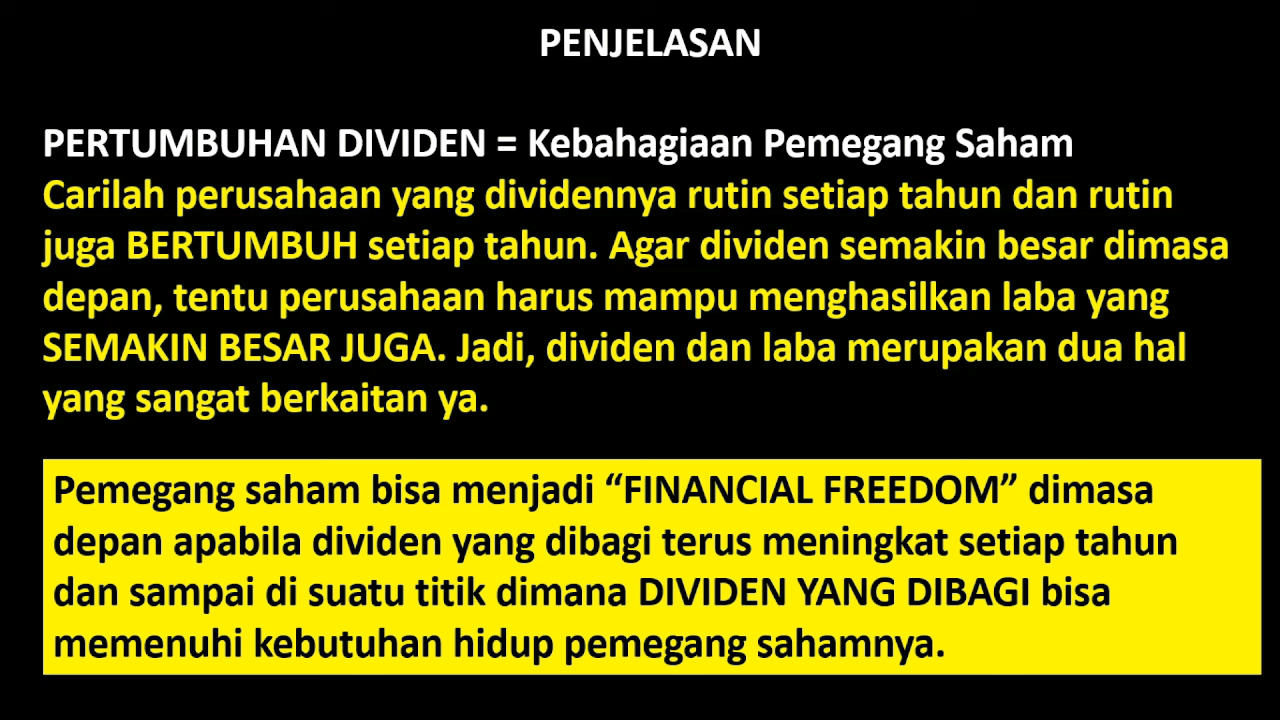 PENJELASAN
PERTUMBUHAN DIVIDEN = Kebahagiaan Pemegang Saham
Carilah perusahaan yang dividennya rutin setiap tahun dan rutin
juga BERTUMBUH setiap tahun. Agar dividen semakin besar dimasa
depan, tentu perusahaan harus mampu menghasilkan laba yang
SEMAKIN BESAR JUGA. Jadi, dividen dan laba merupakan dua hal
yang sangat berkaitan ya.
Pemegang saham bisa menjadi “FINANCIAL FREEDOM” dimasa
depan apabila dividen yang dibagi terus meningkat setiap tahun
dan sampai di suatu titik dimana DIVIDEN YANG DIBAGI bisa
memenuhi kebutuhan hidup pemegang sahamnya.